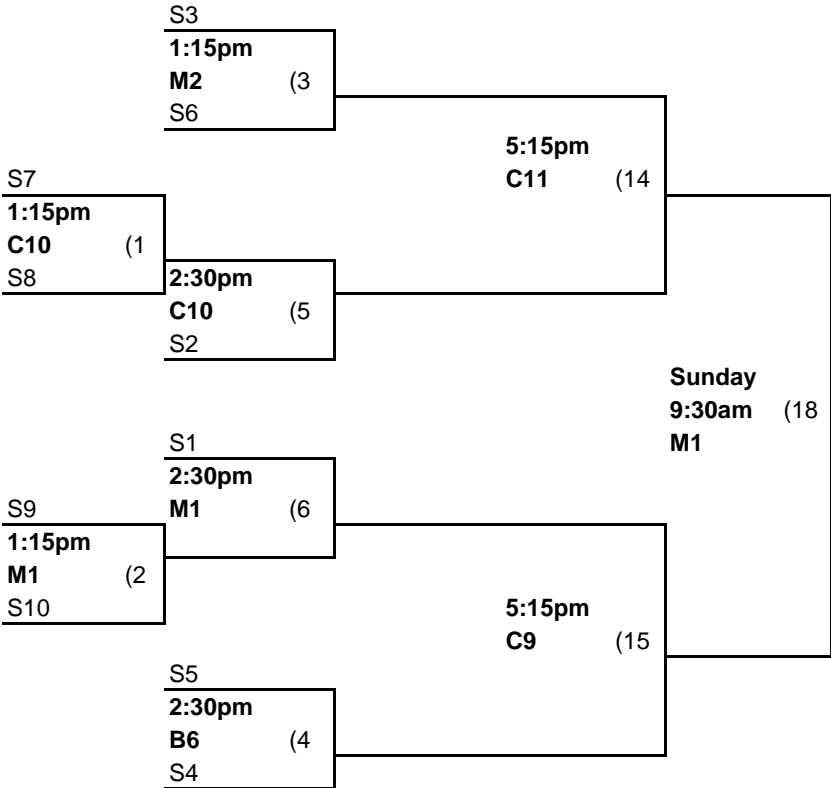 S3
1:15pm
M2 (3
S6
5:15pm
C11 (14
S7
1:15pm
C10 (1
S8
2:30pm
C10 (5
S2
Sunday
9:30am (18
M1
S1
2:30pm
M1 (6
S9
1:15pm
M1 (2
S10
5:15pm
C9 (15
S5
2:30pm
B6 (4
S4